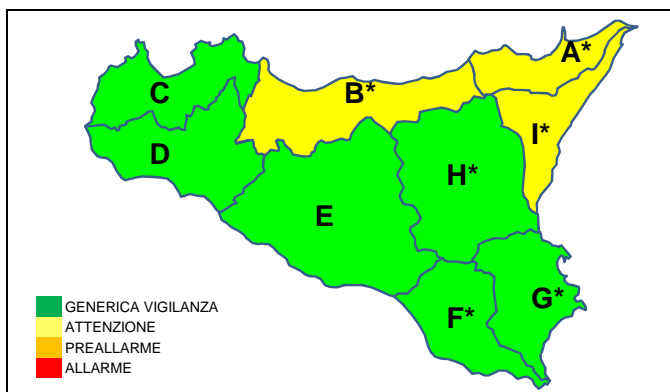 A*
B*
C
I*
D
H*
E
G*
F*
GENERICA VIGILANZA
ATTENZIONE
PREALLARME
ALLARME